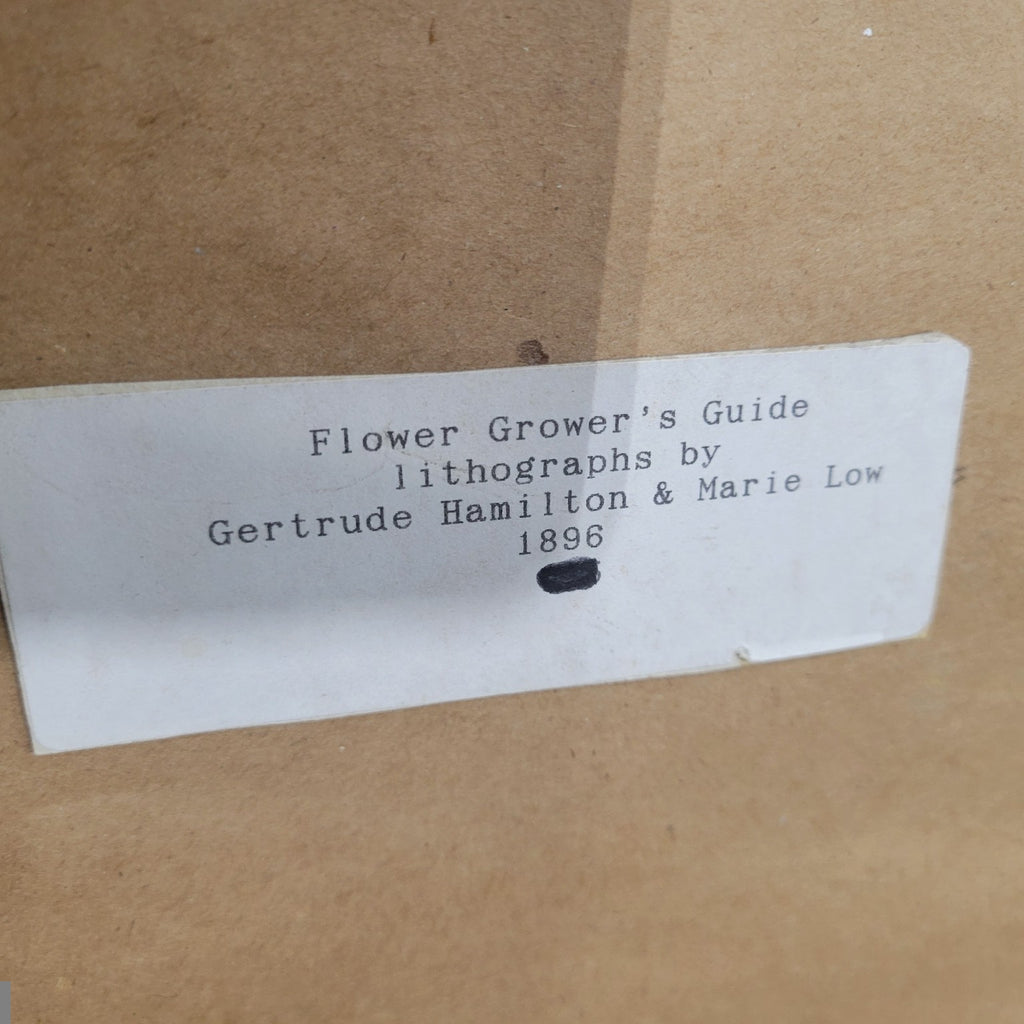 Flower Grower's Guide
lithographs by
Gertrude Hamilton & Marie Low
1896